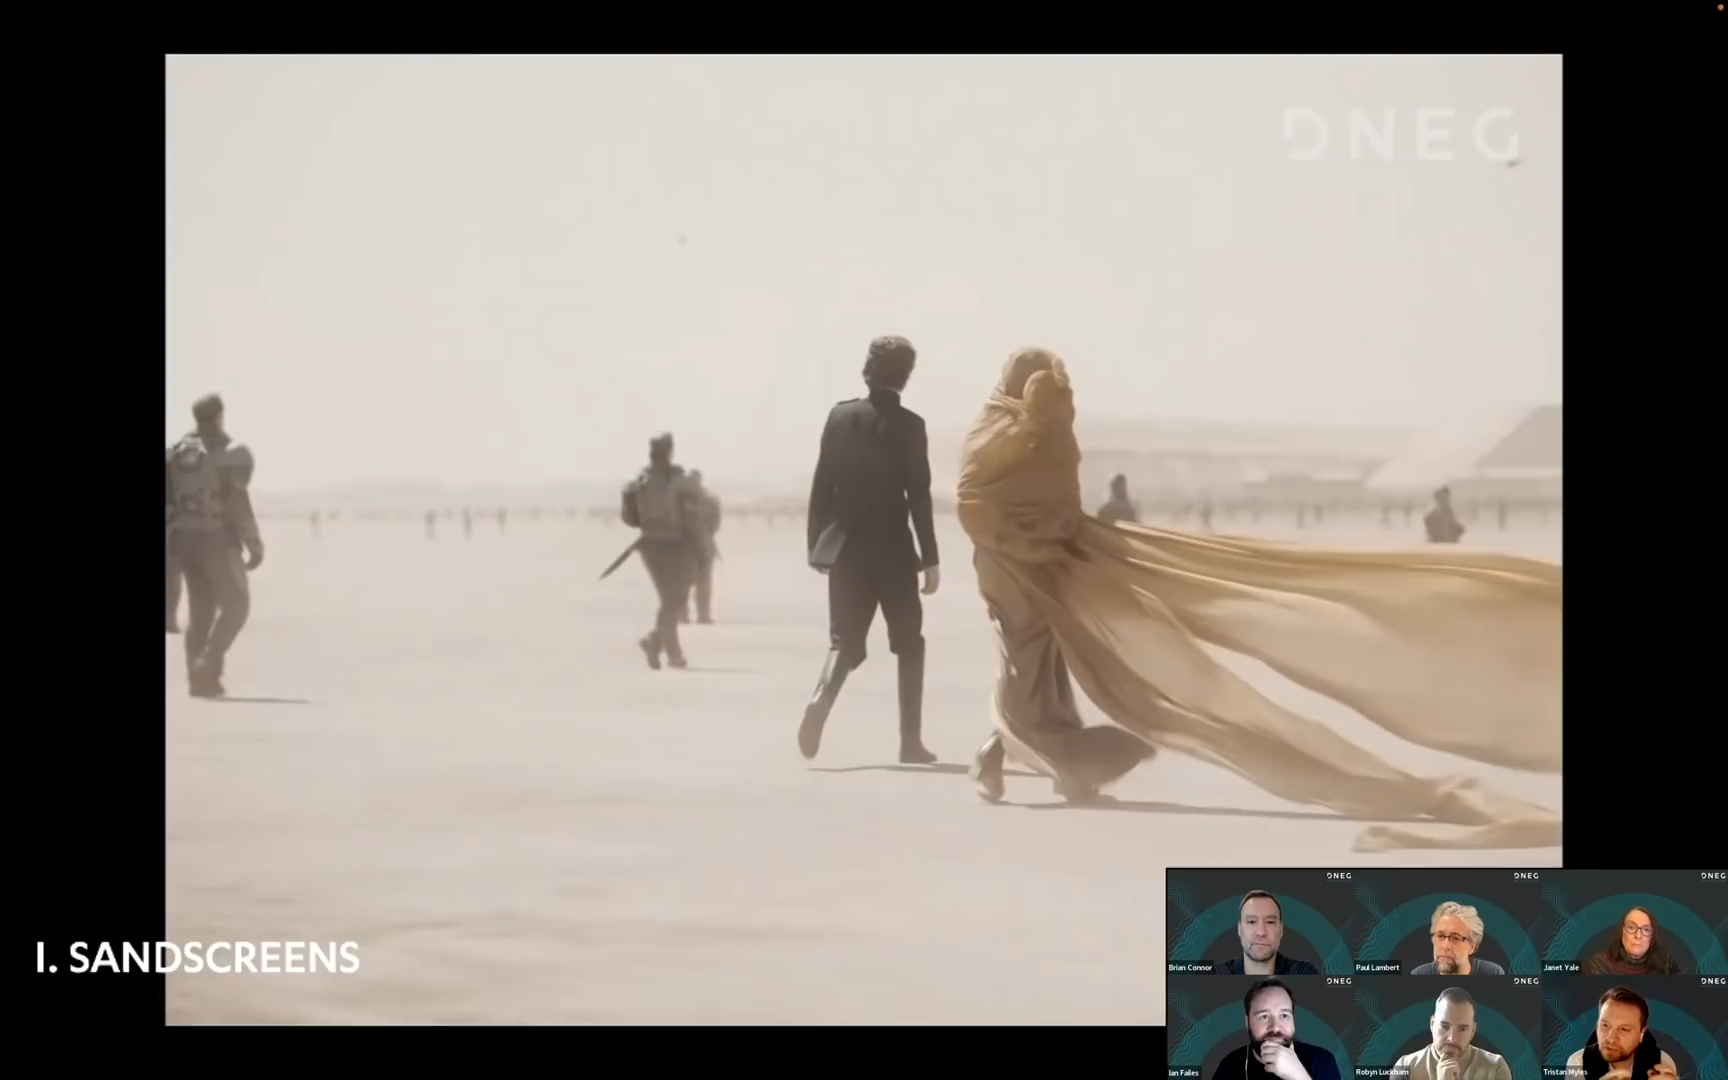 DNEG
I. SANDSCREENS
DNEG
DNEG
DNEG
Brian Connor
Paul Lambert
Janet Yale
DNEG
DNEG
DNEG
Ian Failes
Robyn Luckham
Tristan Myles